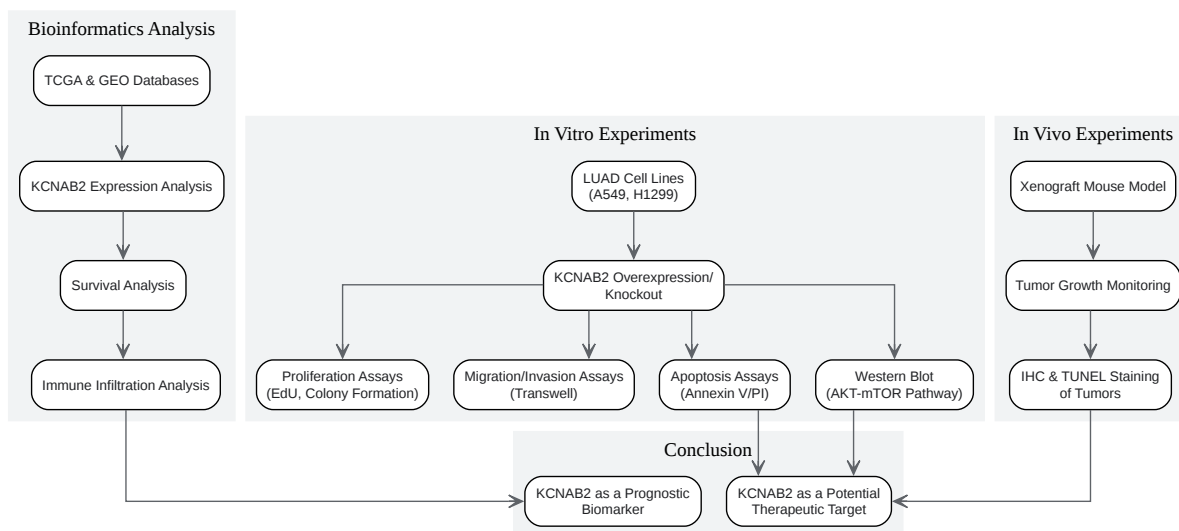 Bioinformatics Analysis
TCGA & GEO Databases
KCNAB2 Expression Analysis
Survival Analysis
Immune Infiltration Analysis
In Vitro Experiments
LUAD Cell Lines
(A549, H1299)
KCNAB2 Overexpression/
Knockout
Proliferation Assays
(EdU, Colony Formation)
Migration/Invasion Assays
(Transwell)
Apoptosis Assays
(Annexin V/PI)
Western Blot
(AKT-mTOR Pathway)
In Vivo Experiments
Xenograft Mouse Model
Tumor Growth Monitoring
IHC & TUNEL Staining
of Tumors
Conclusion
KCNAB2 as a Prognostic
Biomarker
KCNAB2 as a Potential
Therapeutic Target